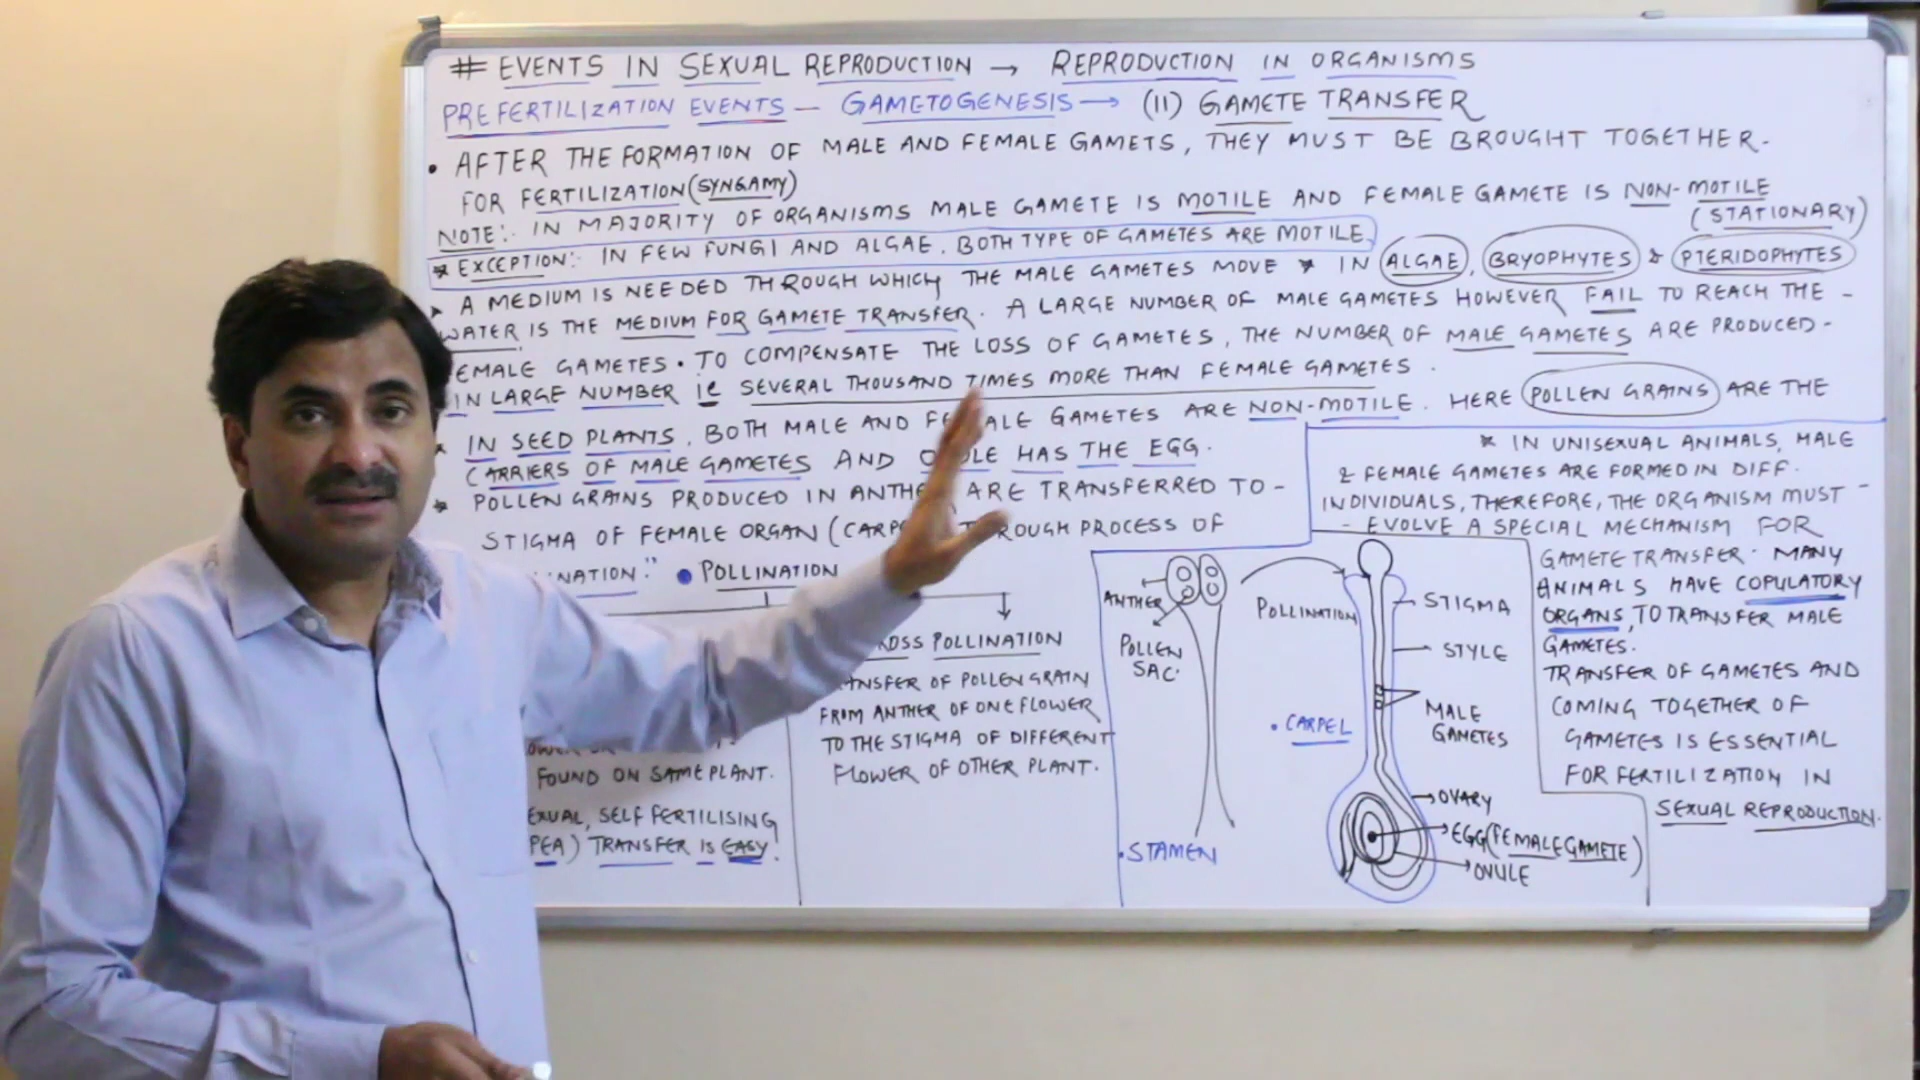 # EVENTS IN SEXUAL REPRODUCTION → REPRODUCTION IN ORGANISMS
PREFERTILIZATION EVENTS — GAMETOGENESIS → (II) GAMETE TRANSFER
• AFTER THE FORMATION OF MALE AND FEMALE GAMETS, THEY MUST BE BROUGHT TOGETHER-
FOR FERTILIZATION (SYNGAMY)
NOTE:- IN MAJORITY OF ORGANISMS MALE GAMETE IS MOTILE AND FEMALE GAMETE IS NON-MOTILE
(STATIONARY)
* EXCEPTION:- IN FEW FUNGI AND ALGAE, BOTH TYPE OF GAMETES ARE MOTILE
A MEDIUM IS NEEDED THROUGH WHICH THE MALE GAMETES MOVE * IN ALGAE, BRYOPHYTES & PTERIDOPHYTES
WATER IS THE MEDIUM FOR GAMETE TRANSFER. A LARGE NUMBER OF MALE GAMETES HOWEVER FAIL TO REACH THE -
EMALE GAMETES. TO COMPENSATE THE LOSS OF GAMETES, THE NUMBER OF MALE GAMETES ARE PRODUCED-
IN LARGE NUMBER ie SEVERAL THOUSAND TIMES MORE THAN FEMALE GAMETES.
* IN SEED PLANTS, BOTH MALE AND FE ALE GAMETES ARE NON-MOTILE. HERE POLLEN GRAINS ARE THE
CARRIERS OF MALE GAMETES AND O LE HAS THE EGG.
* POLLEN GRAINS PRODUCED IN ANTHE ARE TRANSFERRED TO-
STIGMA OF FEMALE ORGAN (CARP ROUGH PROCESS OF
NATION." • POLLINATION
OSS POLLINATION
ANSFER OF POLLEN GRAIN
FROM ANTHER OF ONE FLOWER
TO THE STIGMA OF DIFFERENT
FLOWER OF OTHER PLANT.
FOUND ON SAME PLANT.
EXUAL, SELF FERTILISING
PEA) TRANSFER IS EASY!
ANTHER
POLLEN
SAC.
• STAMEN
POLLINATION
• CARPEL
STIGMA
STYLE
MALE
GAMETES
OVARY
EGG (FEMALE GAMETE)
OVULE
* IN UNISEXUAL ANIMALS, MALE
& FEMALE GAMETES ARE FORMED IN DIFF.
INDIVIDUALS, THEREFORE, THE ORGANISM MUST -
- EVOLVE A SPECIAL MECHANISM FOR
GAMETE TRANSFER. MANY
ANIMALS HAVE COPULATORY
ORGANS, TO TRANSFER MALE
GAMETES.
TRANSFER OF GAMETES AND
COMING TOGETHER OF
GAMETES IS ESSENTIAL
FOR FERTILIZATION IN
SEXUAL REPRODUCTION.